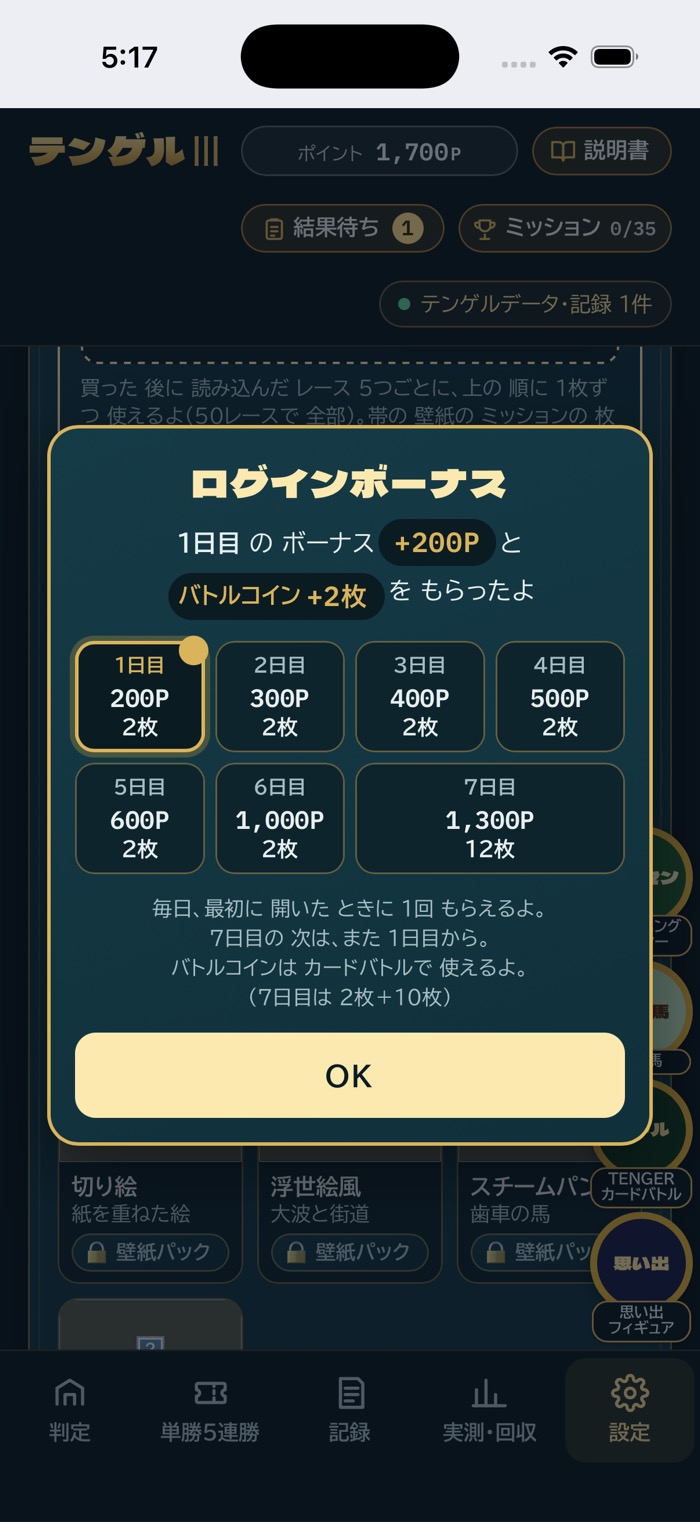 5:17
テンゲルIII
ポイント 1,700P
説明書
結果待ち 1
ミッション 0/35
テンゲルデータ・記録 1件
買った 後に 読み込んだ レース 5つごとに、上の 順に 1枚ず
つ 使えるよ(50レースで 全部)。帯の 壁紙の ミッションの 枚
ログインボーナス
1日目 の ボーナス +200P と
バトルコイン +2枚 を もらったよ
1日目
200P
2枚
2日目
300P
2枚
3日目
400P
2枚
4日目
500P
2枚
5日目
600P
2枚
6日目
1,000P
2枚
7日目
1,300P
12枚
毎日、最初に 開いた ときに 1回 もらえるよ。
7日目の 次は、また 1日目から。
バトルコインは カードバトルで 使えるよ。
(7日目は 2枚+10枚)
OK
切り絵
紙を重ねた絵
壁紙パック
浮世絵風
大波と街道
壁紙パック
スチームパン
歯車の馬
壁紙パッ
ング
ー
馬
馬
ル
TENGER
カードバトル
思い出
思い出
フィギュア
?
判定
単勝5連勝
記録
実測・回収
設定